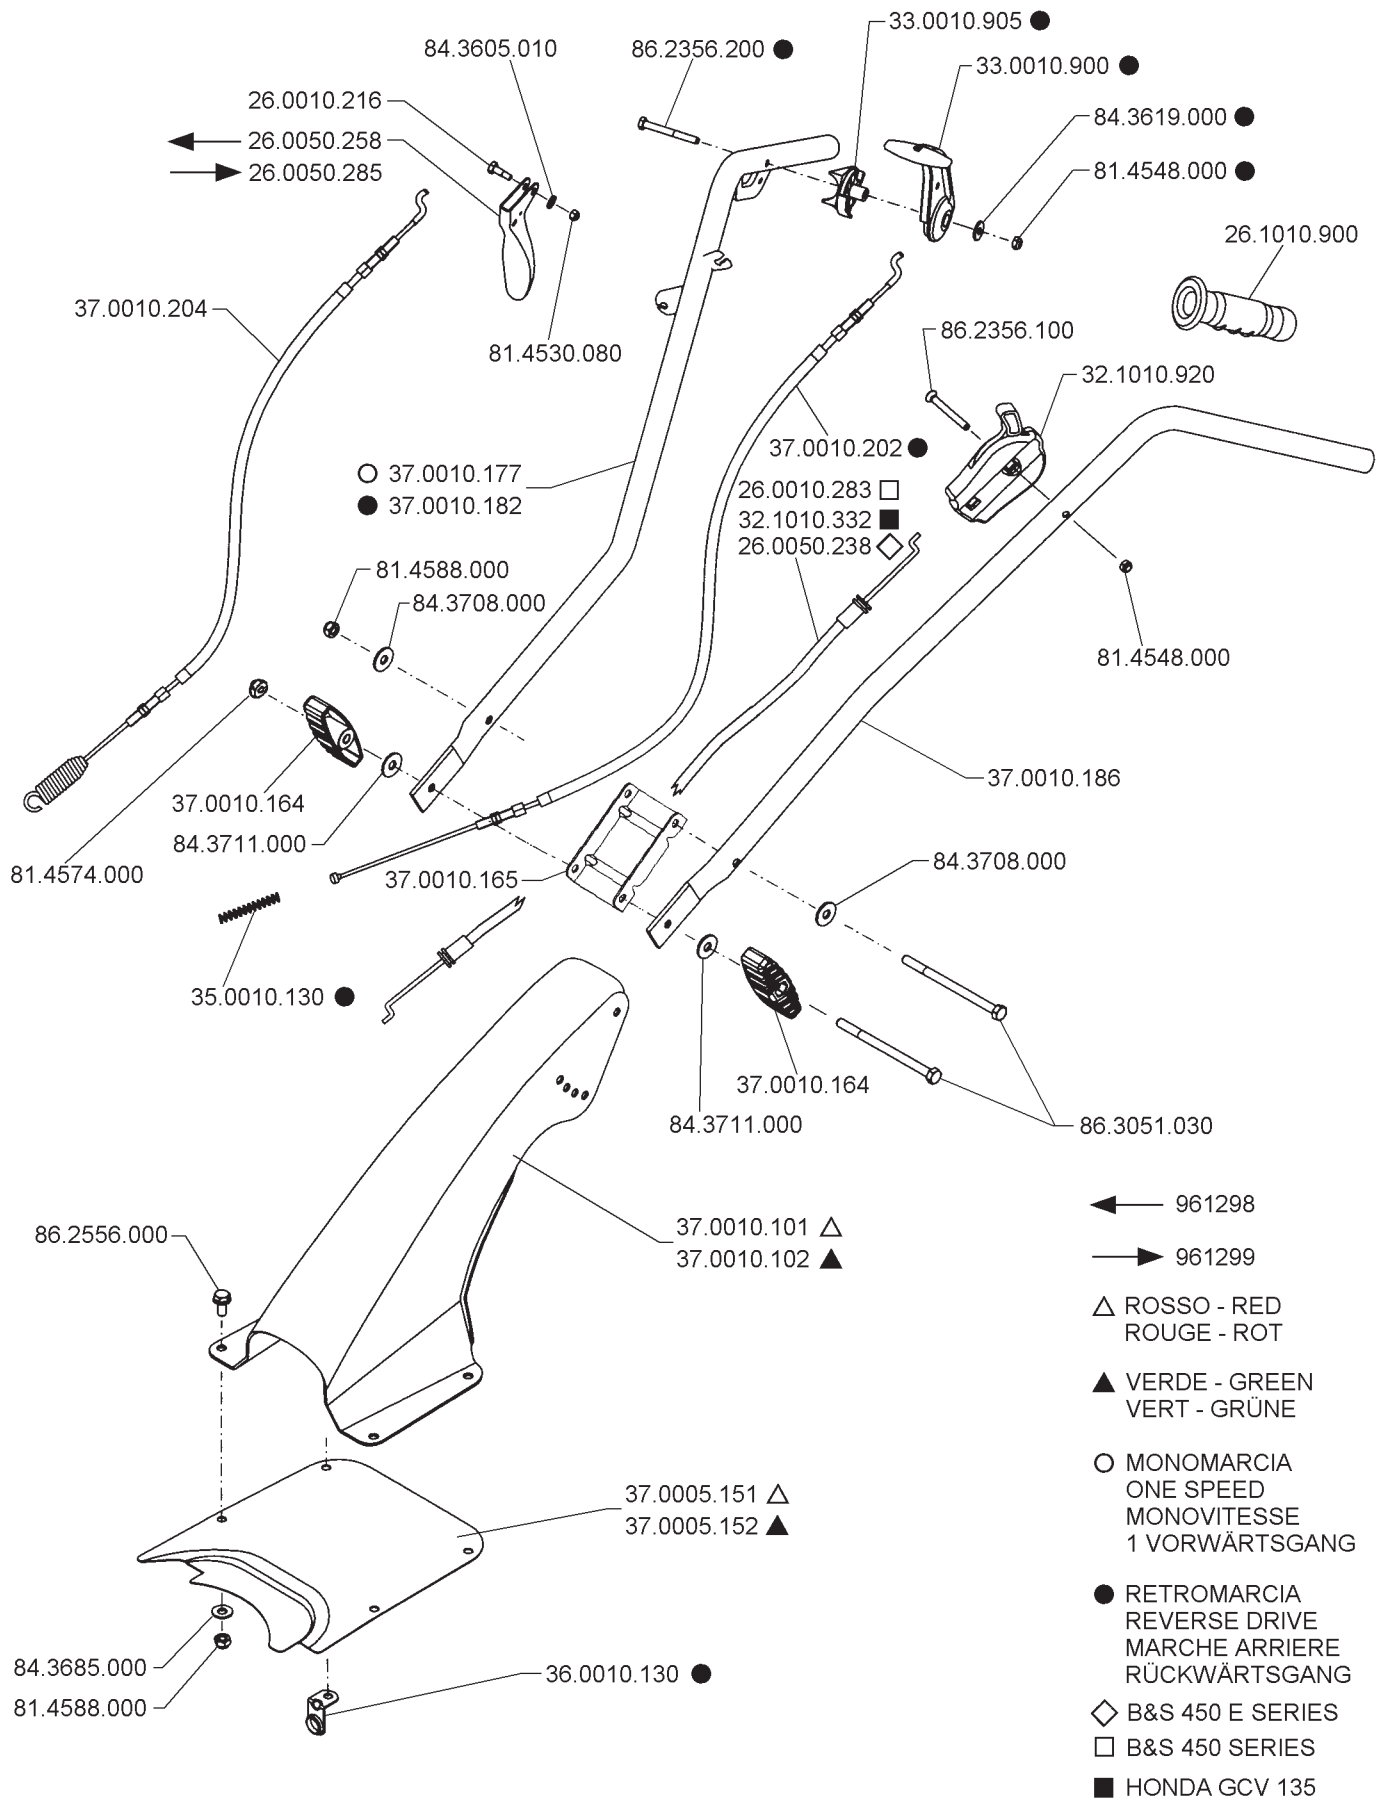 33.0010.905
84.3605.010
86.2356.200
33.0010.900
26.0010.216
84.3619.000
26.0050.258
26.0050.285
81.4548.000
26.1010.900
37.0010.204
86.2356.100
81.4530.080
32.1010.920
37.0010.202
37.0010.177
37.0010.182
26.0010.283
32.1010.332
26.0050.238
81.4588.000
84.3708.000
81.4548.000
37.0010.186
37.0010.164
84.3711.000
81.4574.000
37.0010.165
84.3708.000
35.0010.130
37.0010.164
84.3711.000
86.3051.030
86.2556.000
37.0010.101
37.0010.102
37.0005.151
37.0005.152
84.3685.000
81.4588.000
36.0010.130
961298
961299
ROSSO - RED
ROUGE - ROT
VERDE - GREEN
VERT - GRÜNE
MONOMARCIA
ONE SPEED
MONOVITESSE
1 VORWÄRTSGANG
RETROMARCIA
REVERSE DRIVE
MARCHE ARRIERE
RÜCKWÄRTSGANG
B&S 450 E SERIES
B&S 450 SERIES
HONDA GCV 135